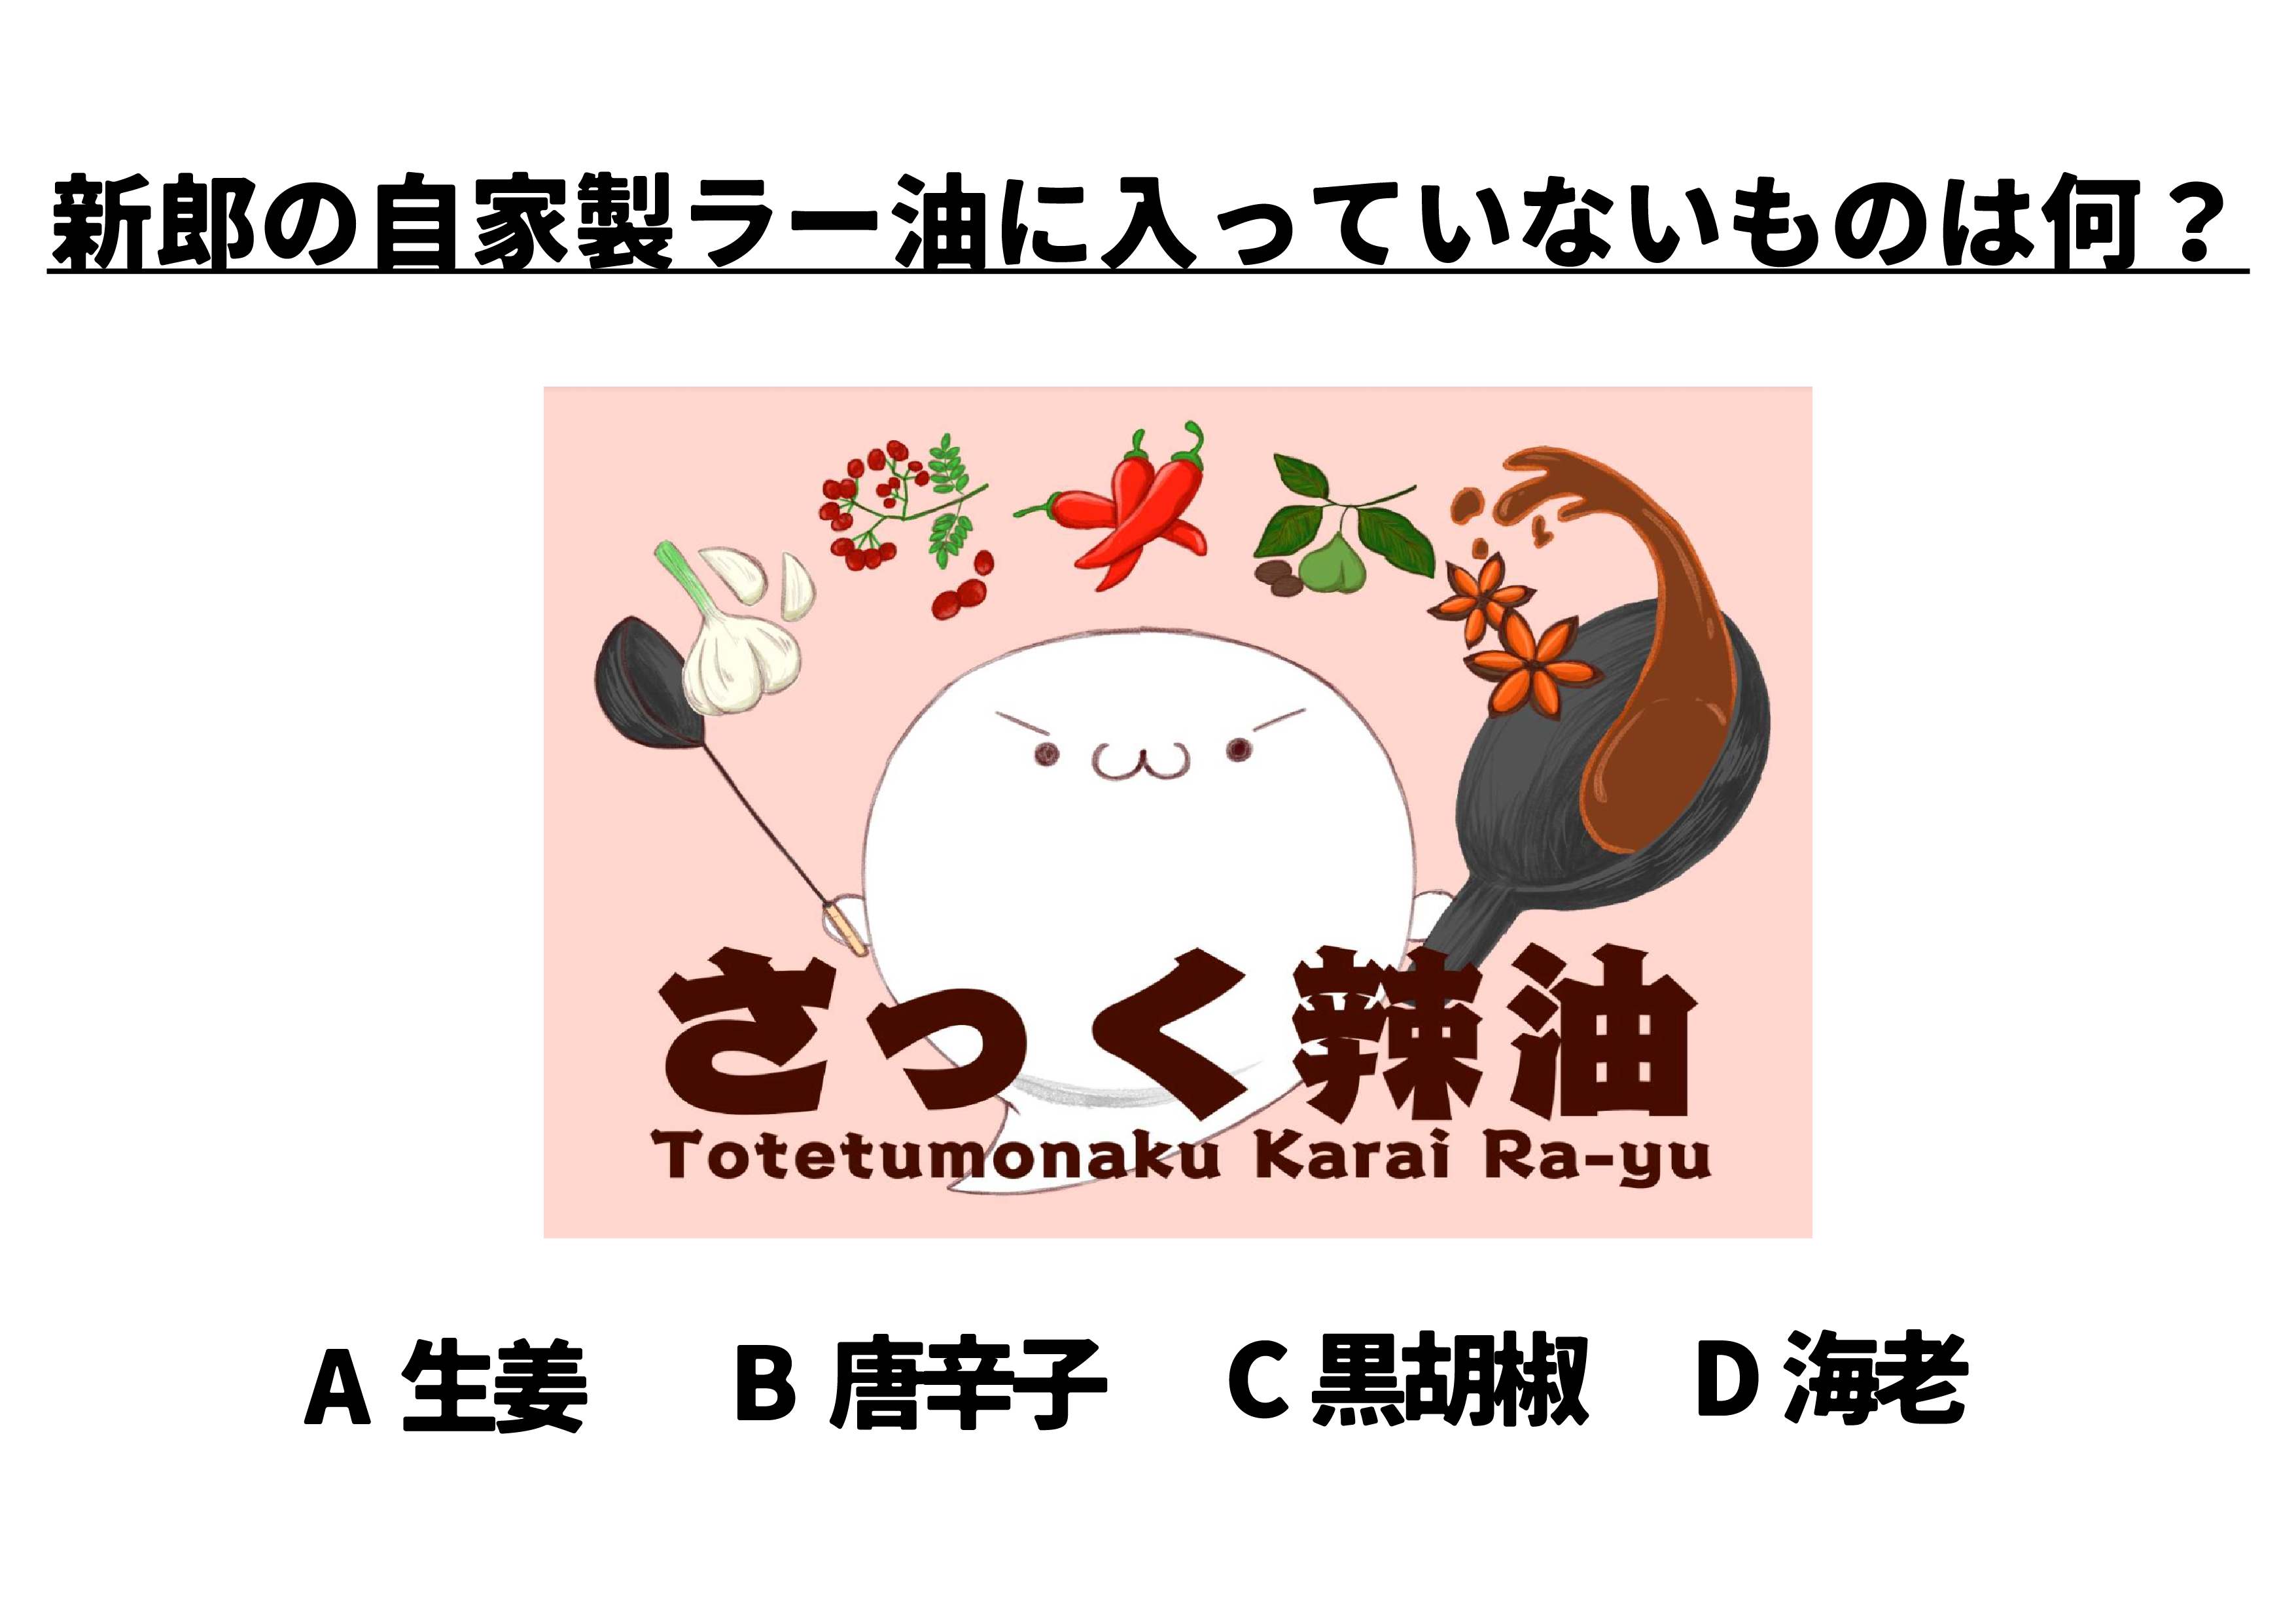 新郎の自家製ラー油に入っていないものは何？
さっく辣油
Totetumonaku Karai Ra-yu
A 生姜 B 唐辛子 C 黒胡椒 D 海老